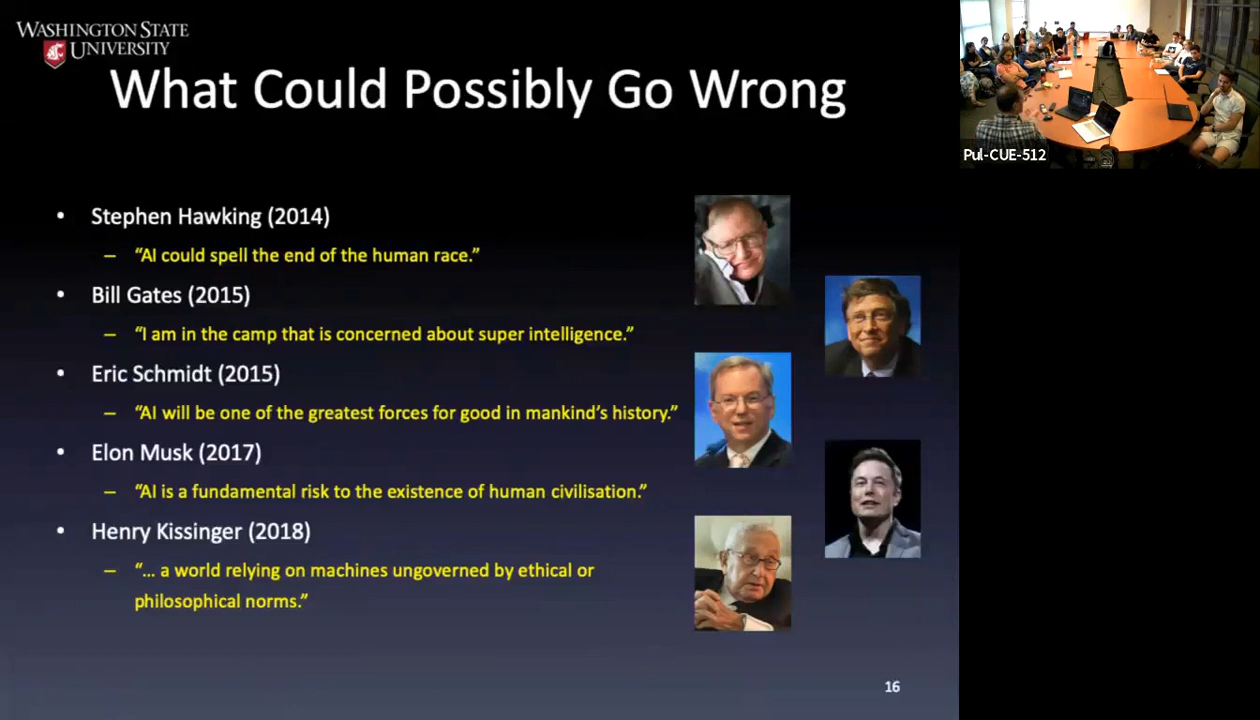 WASHINGTON STATE
UNIVERSITY
What Could Possibly Go Wrong
• Stephen Hawking (2014)
– “AI could spell the end of the human race.”
• Bill Gates (2015)
– “I am in the camp that is concerned about super intelligence.”
• Eric Schmidt (2015)
– “AI will be one of the greatest forces for good in mankind’s history.”
• Elon Musk (2017)
– “AI is a fundamental risk to the existence of human civilisation.”
• Henry Kissinger (2018)
– “… a world relying on machines ungoverned by ethical or
philosophical norms.”
16
Pul-CUE-512